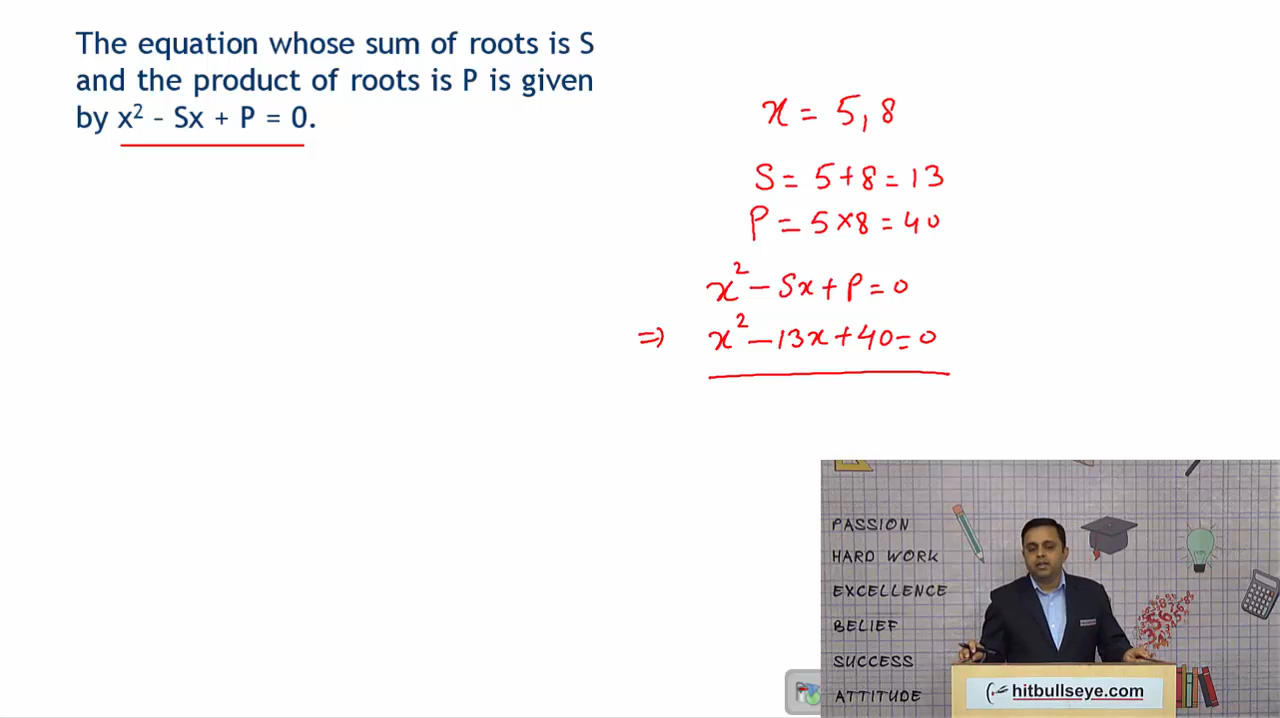 The equation whose sum of roots is S
and the product of roots is P is given
by x² - Sx + P = 0.
x = 5, 8
S = 5+8 = 13
P = 5×8 = 40
x² - Sx + P = 0
⇒ x² - 13x + 40 = 0
PASSION
HARD WORK
EXCELLENCE
BELIEF
SUCCESS
ATTITUDE
hitbullseye.com